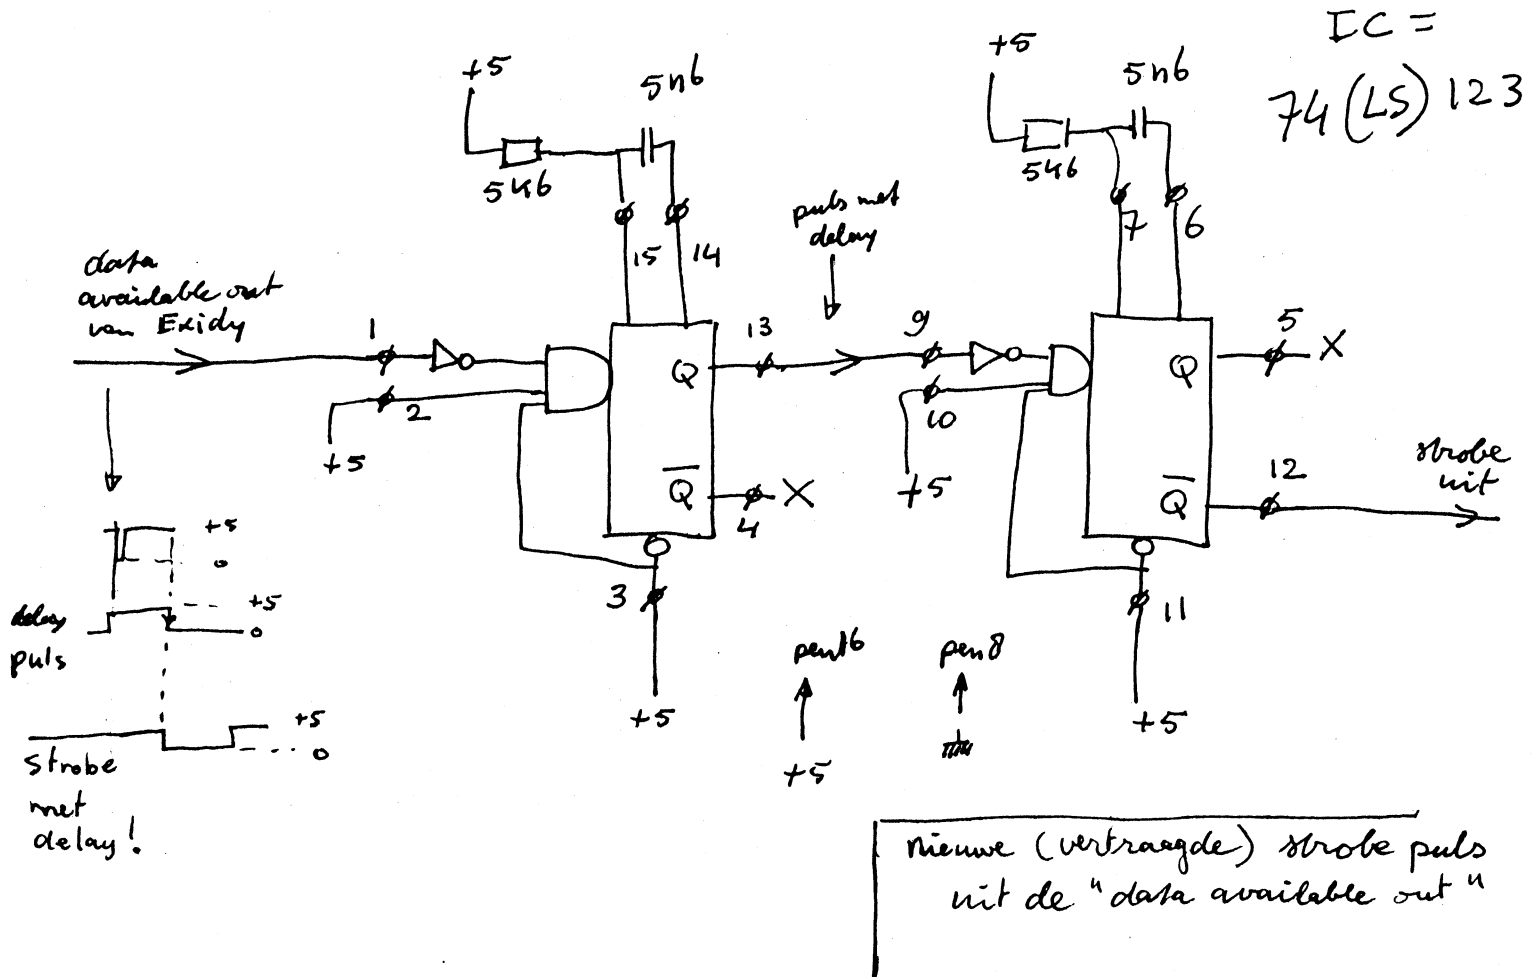 IC =
74 (LS) 123
+5
5n6
5k6
15
14
data
available out
van Exidy
1
2
+5
Q
Q
13
4
X
3
+5
puls met
delay
+5
5n6
5k6
7
6
9
10
+5
Q
Q
5
X
12
strobe
uit
11
+5
+5
0
delay
puls
+5
0
+5
0
strobe
met
delay!
pen 16
+5
pen 8
nieuwe (vertraagde) strobe puls
uit de "data available out"